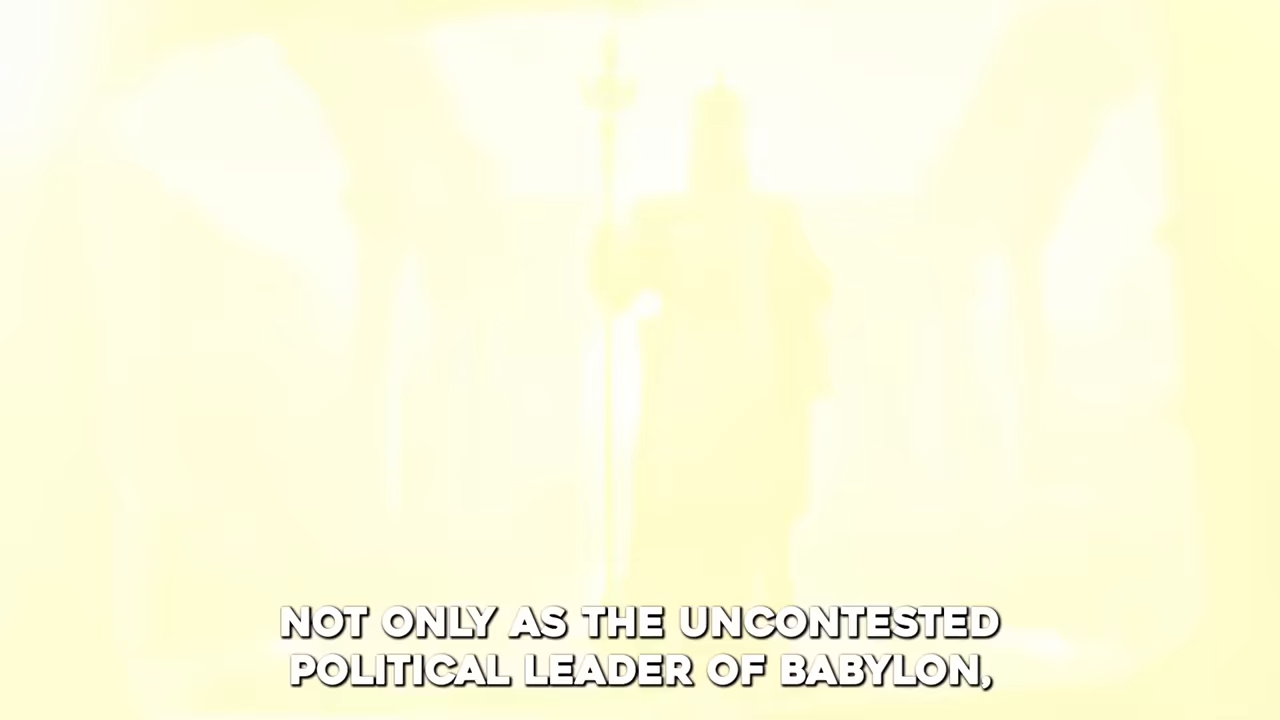 NOT ONLY AS THE UNCONTESTED
POLITICAL LEADER OF BABYLON,